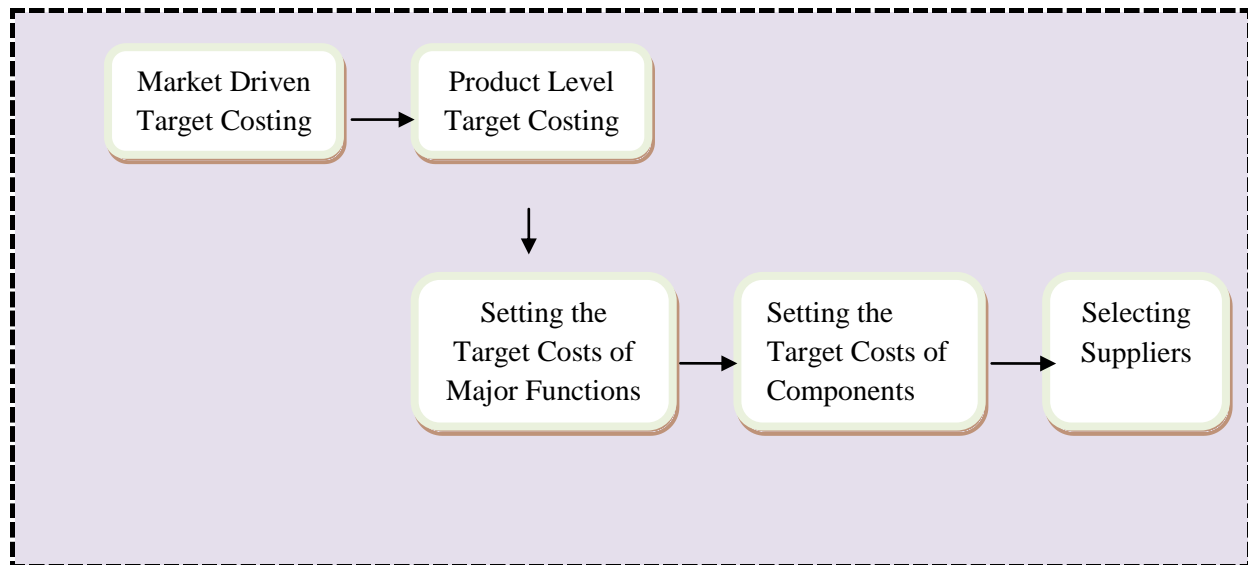 Market Driven
Target Costing
Product Level
Target Costing
Setting the
Target Costs of
Major Functions
Setting the
Target Costs of
Components
Selecting
Suppliers